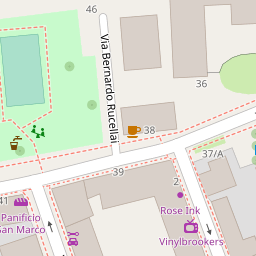 46
Via Bernardo Rucellai
36
38
37/A
39
2
41
Rose Ink
Panificio
San Marco
Vinylbrookers